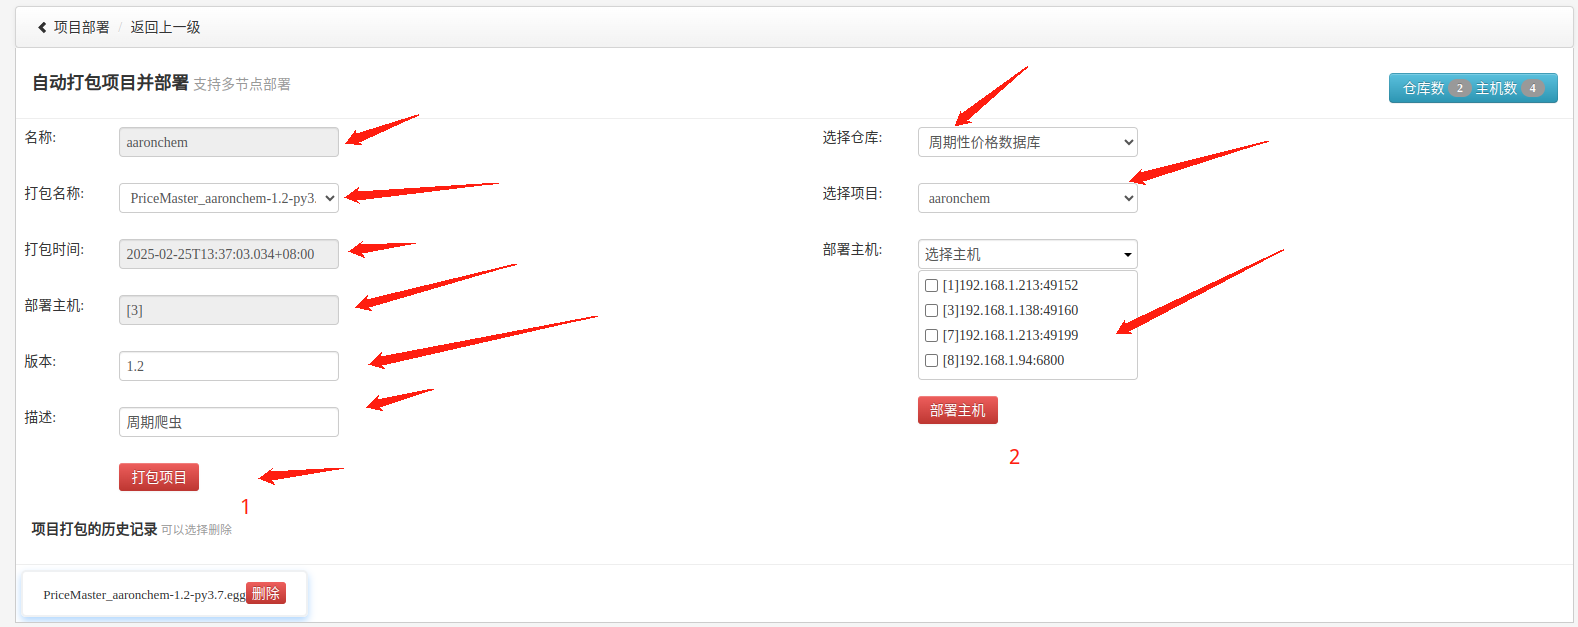 项目部署 / 返回上一级
自动打包项目并部署 支持多节点部署
仓库数 2 主机数 4
名称: aaronchem
打包名称: PriceMaster_aaronchem-1.2-py3.
打包时间: 2025-02-25T13:37:03.034+08:00
部署主机: [3]
版本: 1.2
描述: 周期爬虫
打包项目
1
选择仓库: 周期性价格数据库
选择项目: aaronchem
部署主机: 选择主机
[1]192.168.1.213:49152
[3]192.168.1.138:49160
[7]192.168.1.213:49199
[8]192.168.1.94:6800
部署主机
2
项目打包的历史记录 可以选择删除
PriceMaster_aaronchem-1.2-py3.7.egg 删除